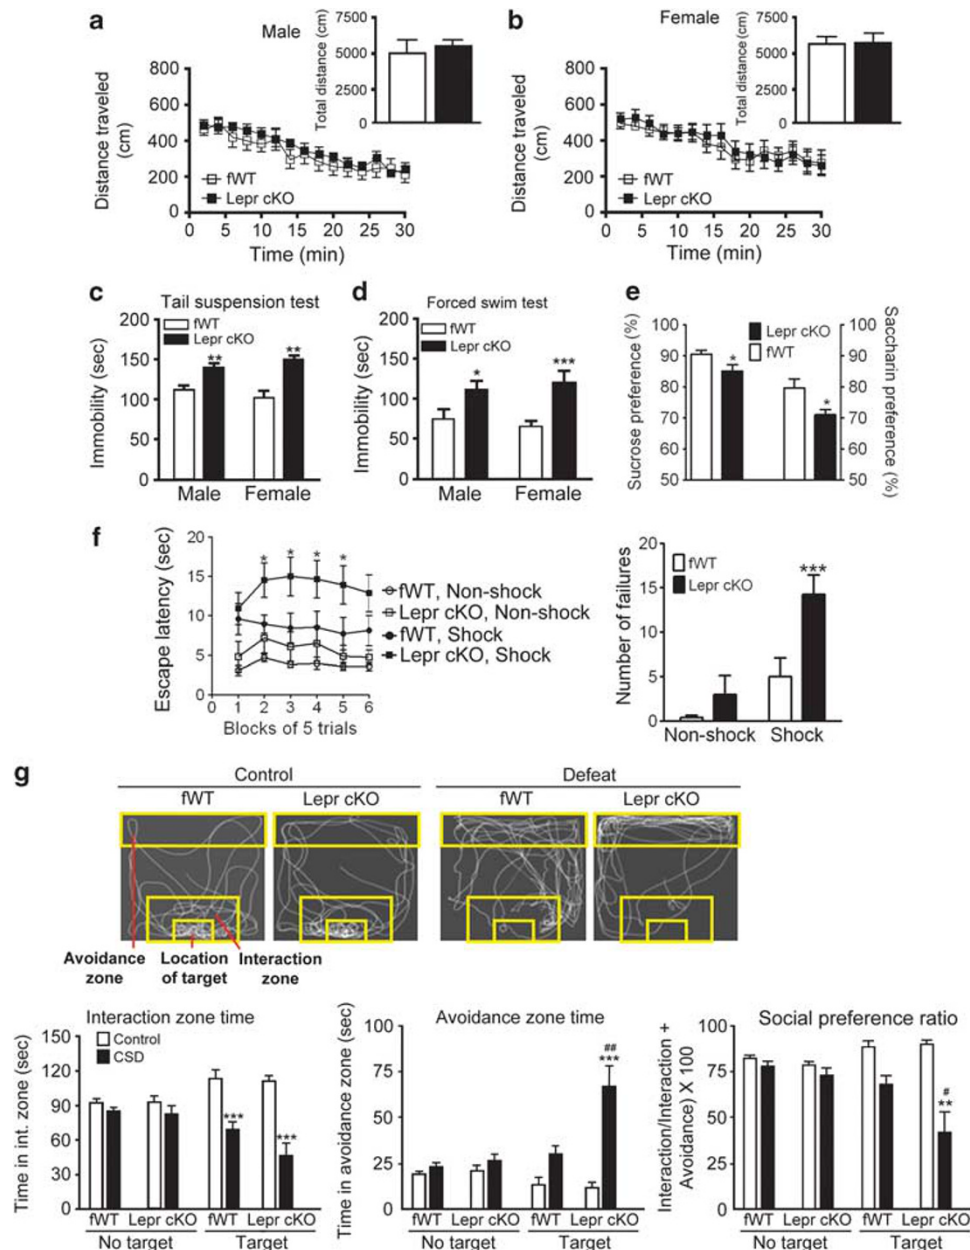 a
Male
Total distance (cm)
7500
5000
2500
0
Distance traveled
(cm)
800
600
400
200
0
fWT
Lepr cKO
0 5 10 15 20 25 30
Time (min)
b
Female
Total distance (cm)
7500
5000
2500
0
Distance traveled
(cm)
800
600
400
200
0
fWT
Lepr cKO
0 5 10 15 20 25 30
Time (min)
c
Tail suspension test
Immobility (sec)
200
150
100
50
0
fWT
Lepr cKO
** **
Male Female
d
Forced swim test
Immobility (sec)
200
150
100
50
0
fWT
Lepr cKO
* ***
Male Female
e
Sucrose preference (%)
100
90
80
70
60
50
Lepr cKO
fWT
* *
100
90
80
70
60
50
Saccharin preference (%)
f
Escape latency (sec)
20
15
10
5
0
* * * *
0 1 2 3 4 5 6
Blocks of 5 trials
fWT, Non-shock
Lepr cKO, Non-shock
fWT, Shock
Lepr cKO, Shock
Number of failures
20
15
10
5
0
fWT
Lepr cKO
***
Non-shock Shock
g
Control Defeat
fWT Lepr cKO fWT Lepr cKO
Avoidance Location Interaction
zone of target zone
Interaction zone time
Time in int. zone (sec)
150
120
90
60
30
0
Control
CSD
*** ***
fWT Lepr cKO fWT Lepr cKO
No target Target
Avoidance zone time
Time in avoidance zone (sec)
100
75
50
25
0
##
***
fWT Lepr cKO fWT Lepr cKO
No target Target
Social preference ratio
Interaction/Interaction +
Avoidance) X 100
100
75
50
25
0
#
**
fWT Lepr cKO fWT Lepr cKO
No target Target